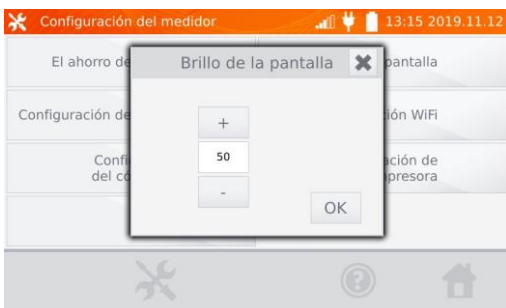 Configuración del medidor 13:15 2019.11.12
El ahorro de
Brillo de la pantalla
pantalla
Configuración de
+
ión WiFi
50
Confi
del có
ación de
presora
-
OK